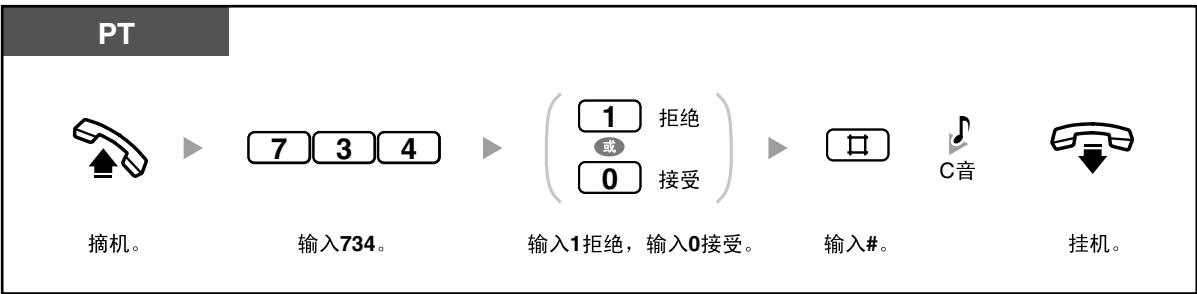 PT
1 拒绝
或
7 3 4
0 接受
C音
摘机。
输入734。
输入1拒绝，输入0接受。
输入#。
挂机。